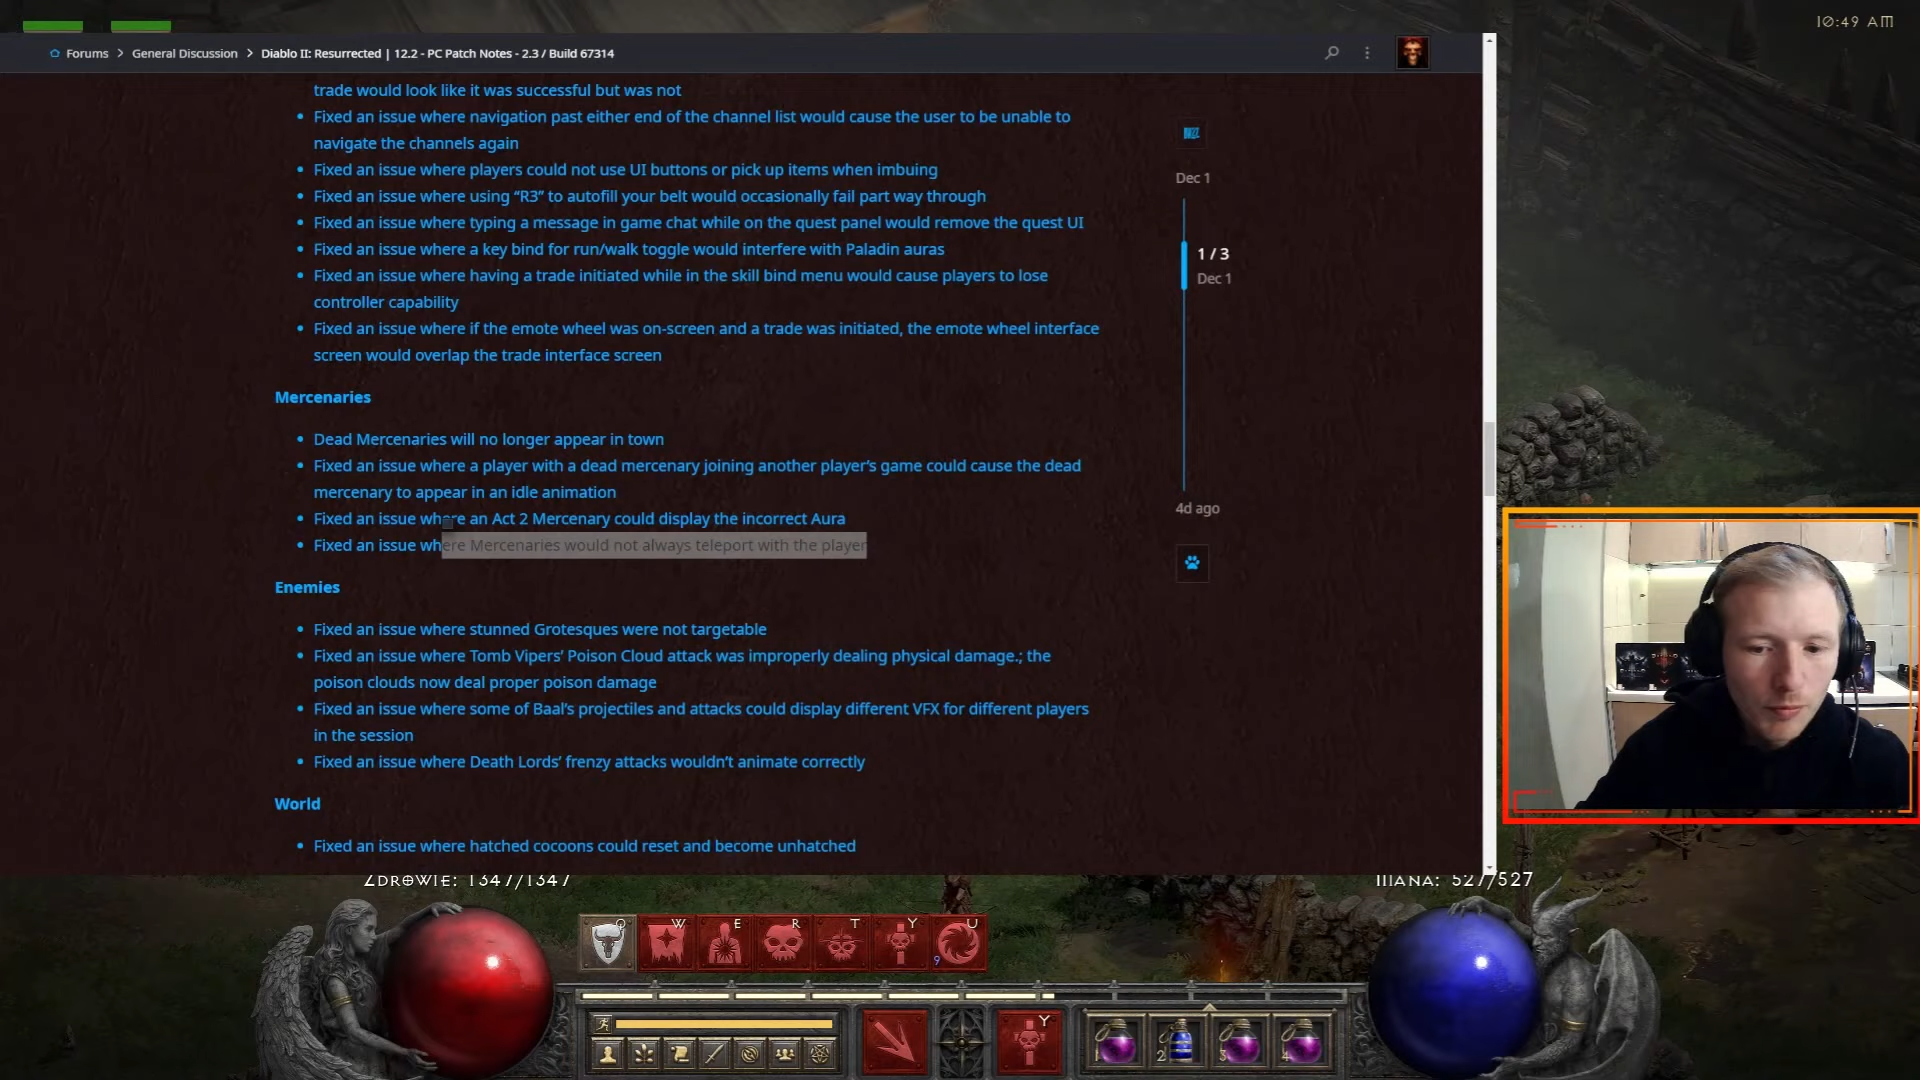 10:49 AM
Forums > General Discussion > Diablo II: Resurrected | 12.2 - PC Patch Notes - 2.3 / Build 67314
trade would look like it was successful but was not
Fixed an issue where navigation past either end of the channel list would cause the user to be unable to
navigate the channels again
Fixed an issue where players could not use UI buttons or pick up items when imbuing
Fixed an issue where using “R3” to autofill your belt would occasionally fail part way through
Fixed an issue where typing a message in game chat while on the quest panel would remove the quest UI
Fixed an issue where a key bind for run/walk toggle would interfere with Paladin auras
Fixed an issue where having a trade initiated while in the skill bind menu would cause players to lose
controller capability
Fixed an issue where if the emote wheel was on-screen and a trade was initiated, the emote wheel interface
screen would overlap the trade interface screen
Dec 1
1 / 3
Dec 1
4d ago
Mercenaries
Dead Mercenaries will no longer appear in town
Fixed an issue where a player with a dead mercenary joining another player’s game could cause the dead
mercenary to appear in an idle animation
Fixed an issue where an Act 2 Mercenary could display the incorrect Aura
Fixed an issue where Mercenaries would not always teleport with the player
Enemies
Fixed an issue where stunned Grotesques were not targetable
Fixed an issue where Tomb Vipers’ Poison Cloud attack was improperly dealing physical damage.; the
poison clouds now deal proper poison damage
Fixed an issue where some of Baal’s projectiles and attacks could display different VFX for different players
in the session
Fixed an issue where Death Lords’ frenzy attacks wouldn’t animate correctly
World
Fixed an issue where hatched cocoons could reset and become unhatched
ZDROWIE: 1347/1347
MANA: 527/527
Q W E R T Y U
9
Y
1 2 3 4